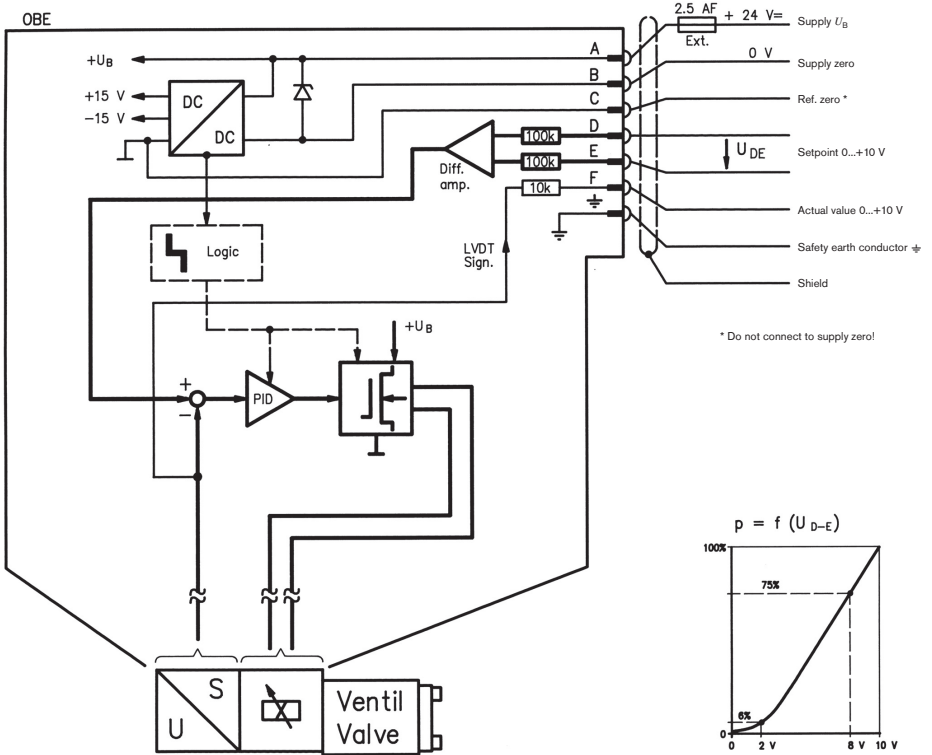 OBE
2.5 AF
+ 24 V=
Ext.
Supply U_B
0 V
Supply zero
Ref. zero *
Setpoint 0...+10 V
U_DE
Actual value 0...+10 V
Safety earth conductor ⏚
Shield
* Do not connect to supply zero!
A
B
C
D
E
F
+U_B
+15 V
−15 V
DC
DC
100k
100k
10k
Diff.
amp.
LVDT
Sign.
Logic
+U_B
+
−
PID
S
U
Ventil
Valve
p = f (U_D−E)
100%
75%
6%
0
0
2 V
8 V
10 V